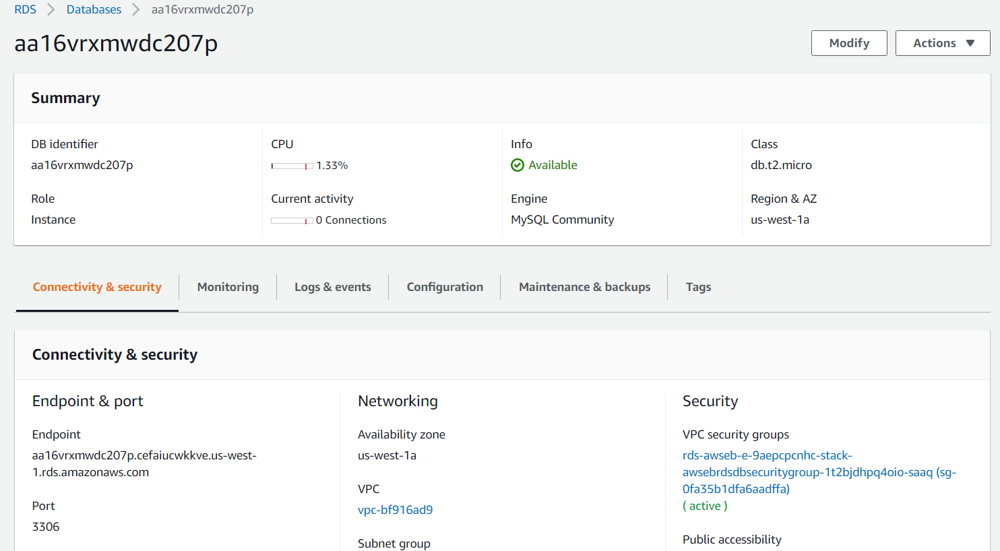 RDS > Databases > aa16vrxmwdc207p
aa16vrxmwdc207p
Modify
Actions
Summary
DB identifier
aa16vrxmwdc207p
CPU
1.33%
Info
Available
Class
db.t2.micro
Role
Instance
Current activity
0 Connections
Engine
MySQL Community
Region & AZ
us-west-1a
Connectivity & security
Monitoring
Logs & events
Configuration
Maintenance & backups
Tags
Connectivity & security
Endpoint & port
Endpoint
aa16vrxmwdc207p.cefaiucwkkve.us-west-
1.rds.amazonaws.com
Port
3306
Networking
Availability zone
us-west-1a
VPC
vpc-bf916ad9
Subnet group
Security
VPC security groups
rds-awseb-e-9aepcpcnhc-stack-
awsebrdsdbsecuritygroup-1t2bjdhpq4oio-saaq (sg-
0fa35b1dfa6aadffa)
( active )
Public accessibility